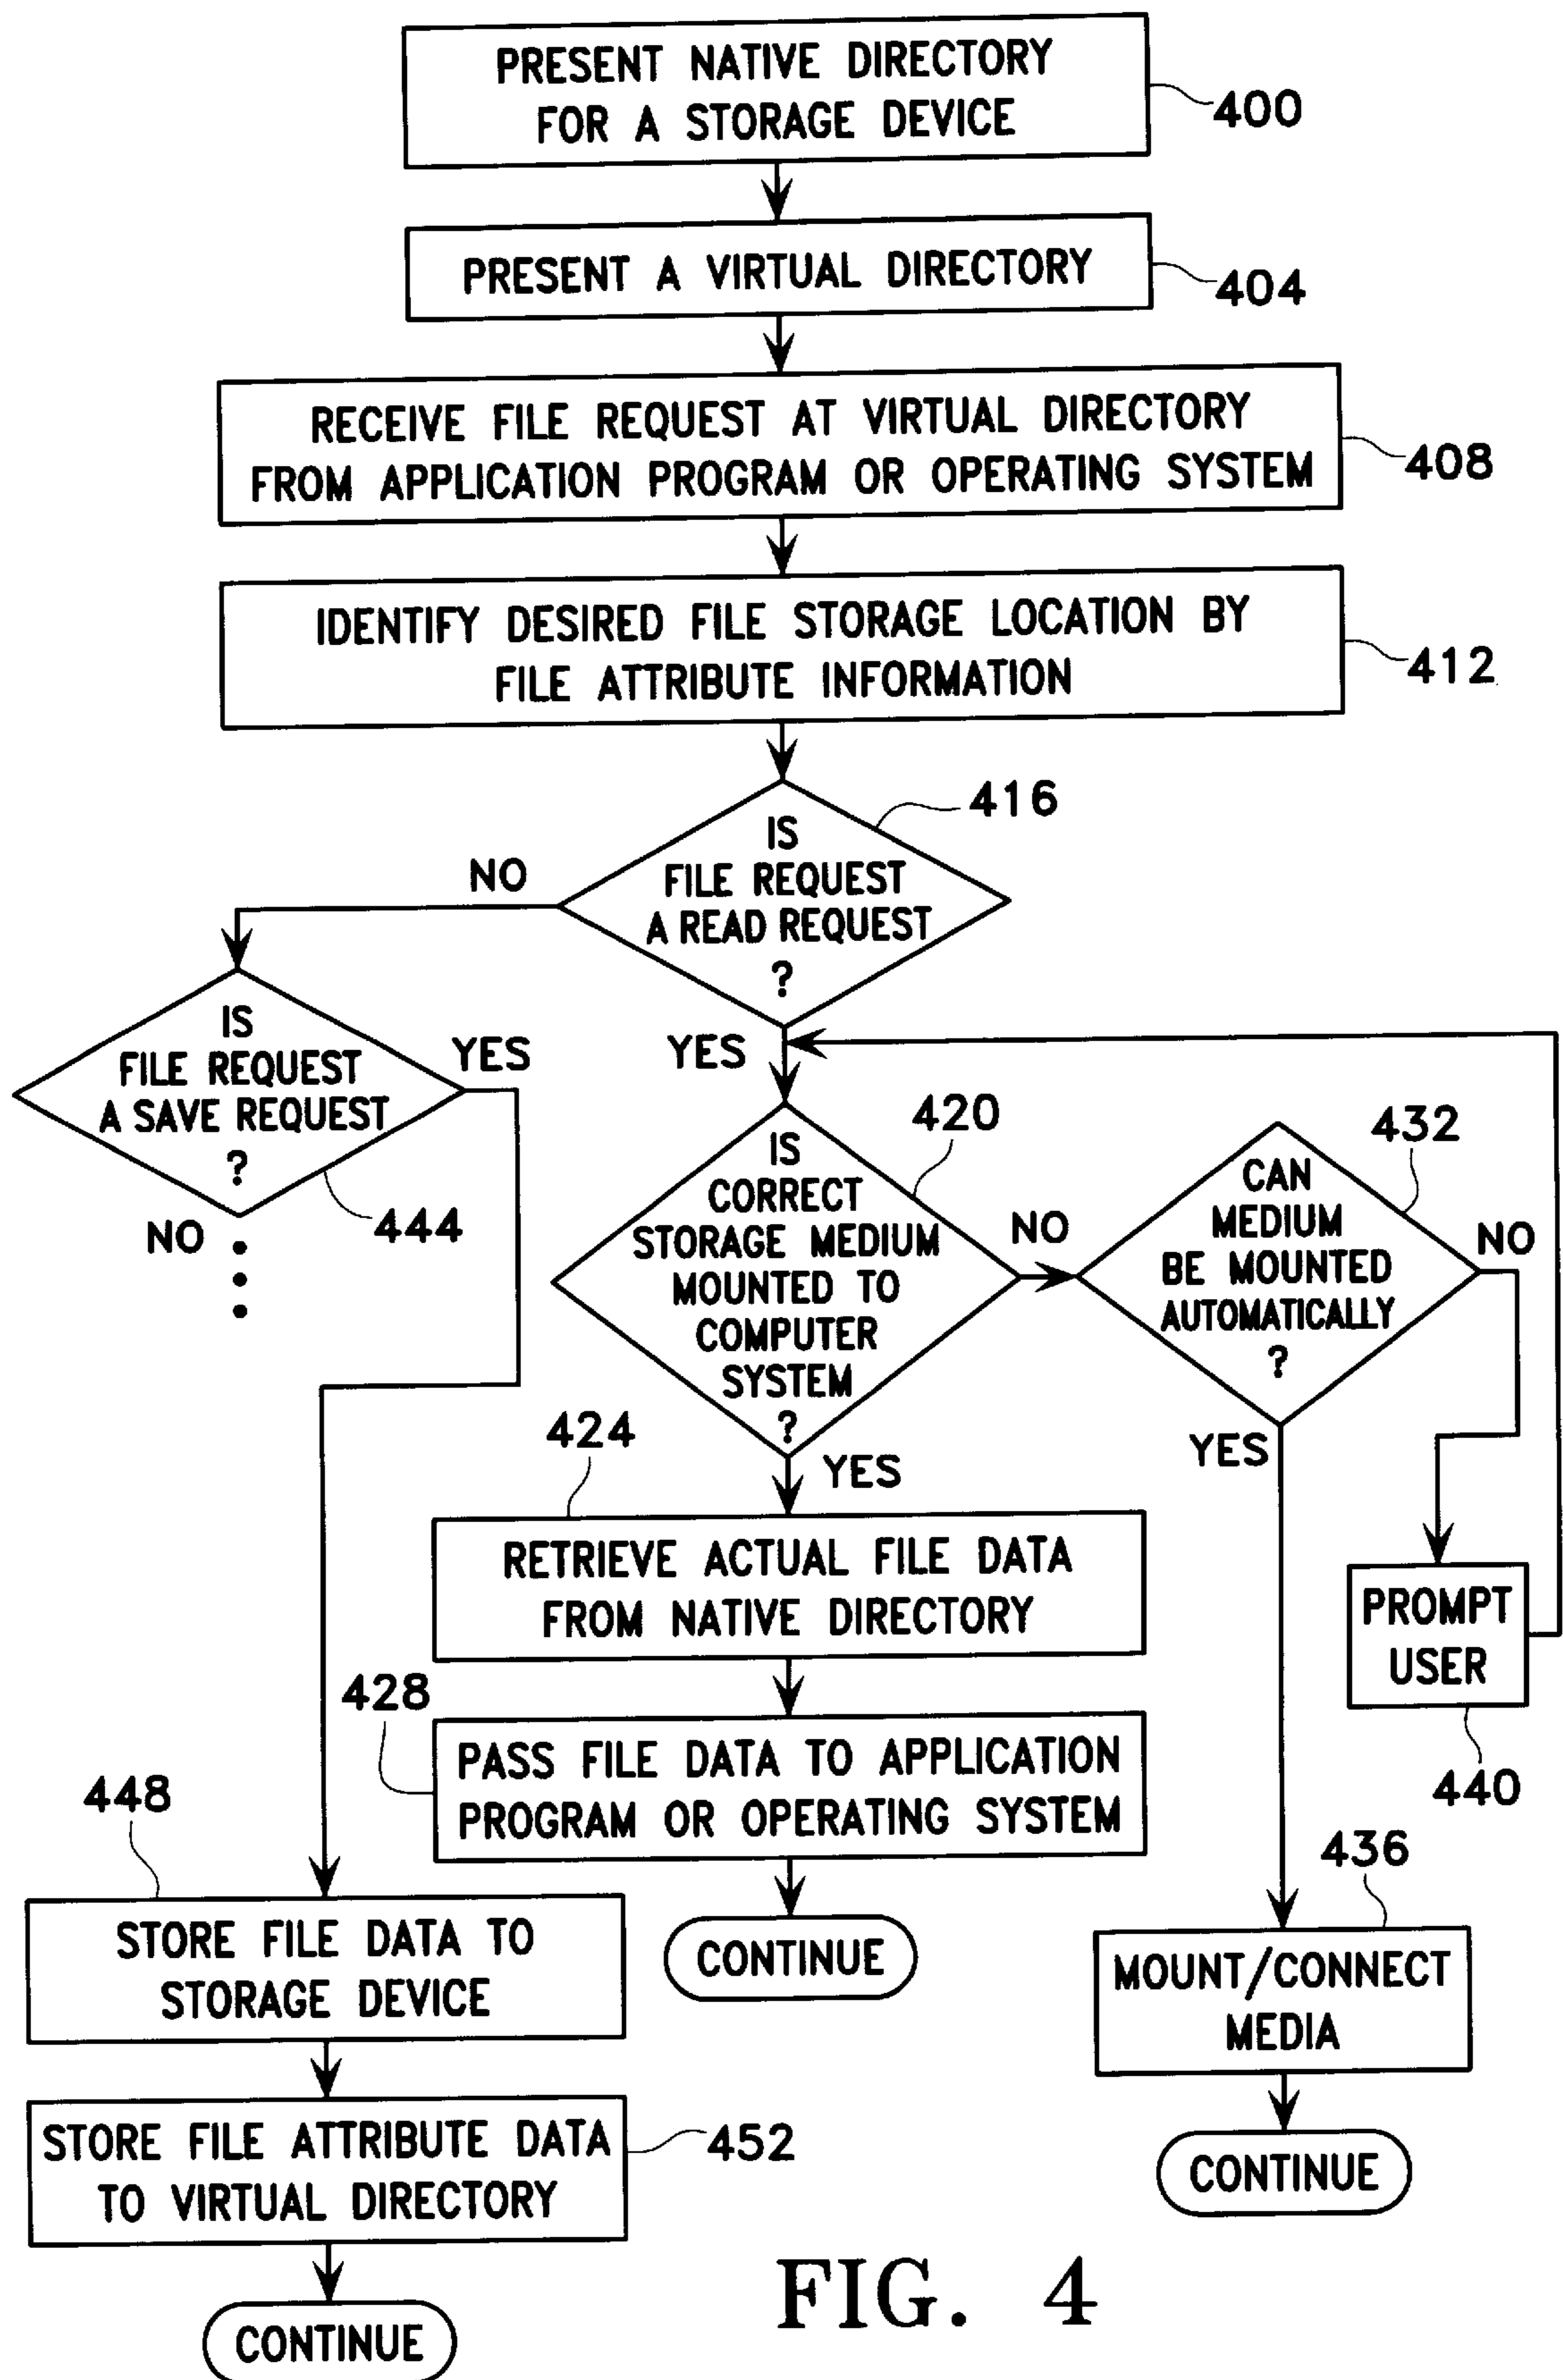 PRESENT NATIVE DIRECTORY
FOR A STORAGE DEVICE
400
PRESENT A VIRTUAL DIRECTORY
404
RECEIVE FILE REQUEST AT VIRTUAL DIRECTORY
FROM APPLICATION PROGRAM OR OPERATING SYSTEM
408
IDENTIFY DESIRED FILE STORAGE LOCATION BY
FILE ATTRIBUTE INFORMATION
412
416
IS
FILE REQUEST
A READ REQUEST
?
NO
YES
IS
FILE REQUEST
A SAVE REQUEST
?
YES
444
NO
420
IS
CORRECT
STORAGE MEDIUM
MOUNTED TO
COMPUTER
SYSTEM
?
NO
YES
432
CAN
MEDIUM
BE MOUNTED
AUTOMATICALLY
?
NO
YES
424
RETRIEVE ACTUAL FILE DATA
FROM NATIVE DIRECTORY
PROMPT
USER
440
428
PASS FILE DATA TO APPLICATION
PROGRAM OR OPERATING SYSTEM
CONTINUE
448
STORE FILE DATA TO
STORAGE DEVICE
436
MOUNT/CONNECT
MEDIA
CONTINUE
STORE FILE ATTRIBUTE DATA
TO VIRTUAL DIRECTORY
452
CONTINUE
FIG. 4